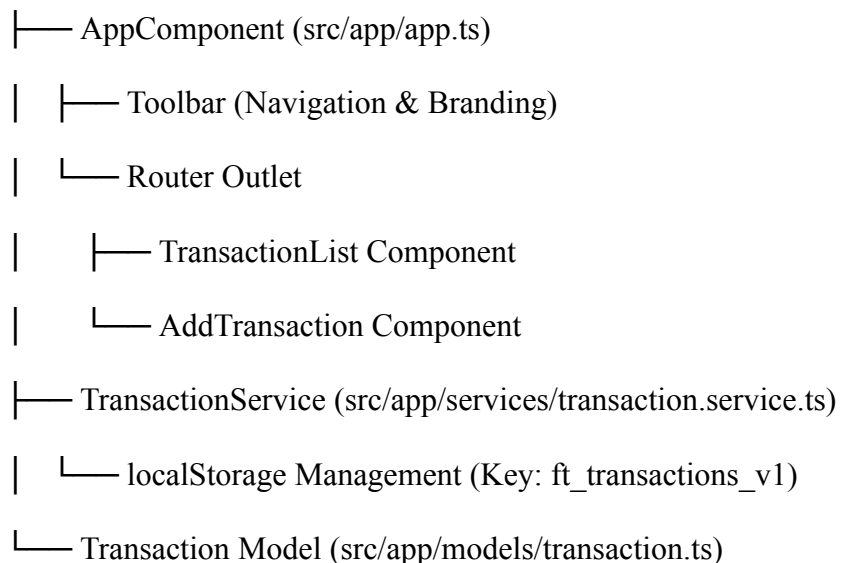 ├── AppComponent (src/app/app.ts)
│ ├── Toolbar (Navigation & Branding)
│ └── Router Outlet
│ ├── TransactionList Component
│ └── AddTransaction Component
├── TransactionService (src/app/services/transaction.service.ts)
│ └── localStorage Management (Key: ft_transactions_v1)
└── Transaction Model (src/app/models/transaction.ts)